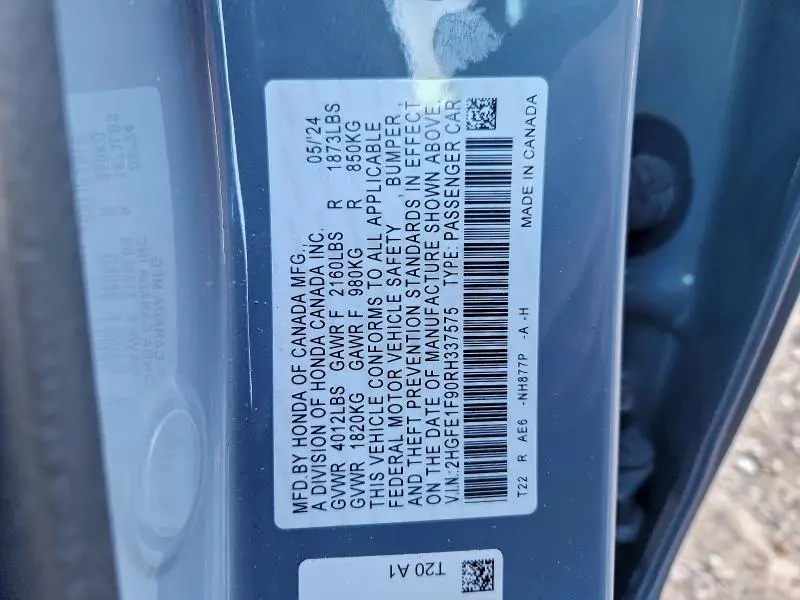 MFD.BY HONDA OF CANADA MFG.,
A DIVISION OF HONDA CANADA INC. 05/'24
GVWR 4012LBS GAWR F 2160LBS R 1873LBS
GVWR 1820KG GAWR F 980KG R 850KG
THIS VEHICLE CONFORMS TO ALL APPLICABLE
FEDERAL MOTOR VEHICLE SAFETY , BUMPER ,
AND THEFT PREVENTION STANDARDS IN EFFECT
ON THE DATE OF MANUFACTURE SHOWN ABOVE.
V.I.N.:2HGFE1F90RH337575 TYPE: PASSENGER CAR
T22 R AE6 -NH877P -A -H MADE IN CANADA
T20 A1